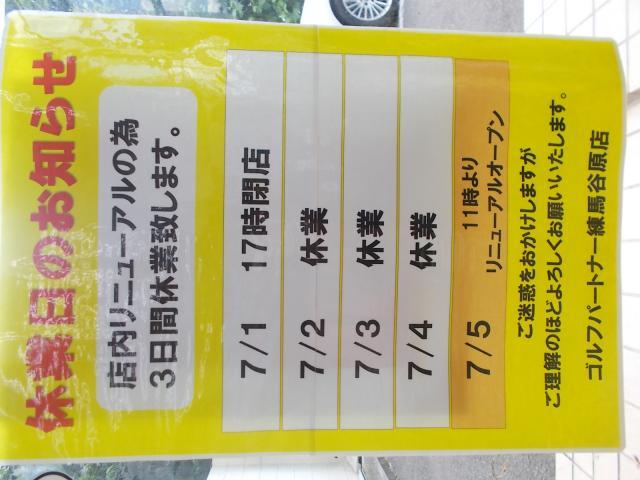 休業日のお知らせ
店内リニューアルの為
3日間休業致します。
7/1 17時閉店
7/2 休業
7/3 休業
7/4 休業
7/5 11時より
リニューアルオープン
ご迷惑をおかけしますが
ご理解のほどよろしくお願いいたします。
ゴルフパートナー練馬谷原店